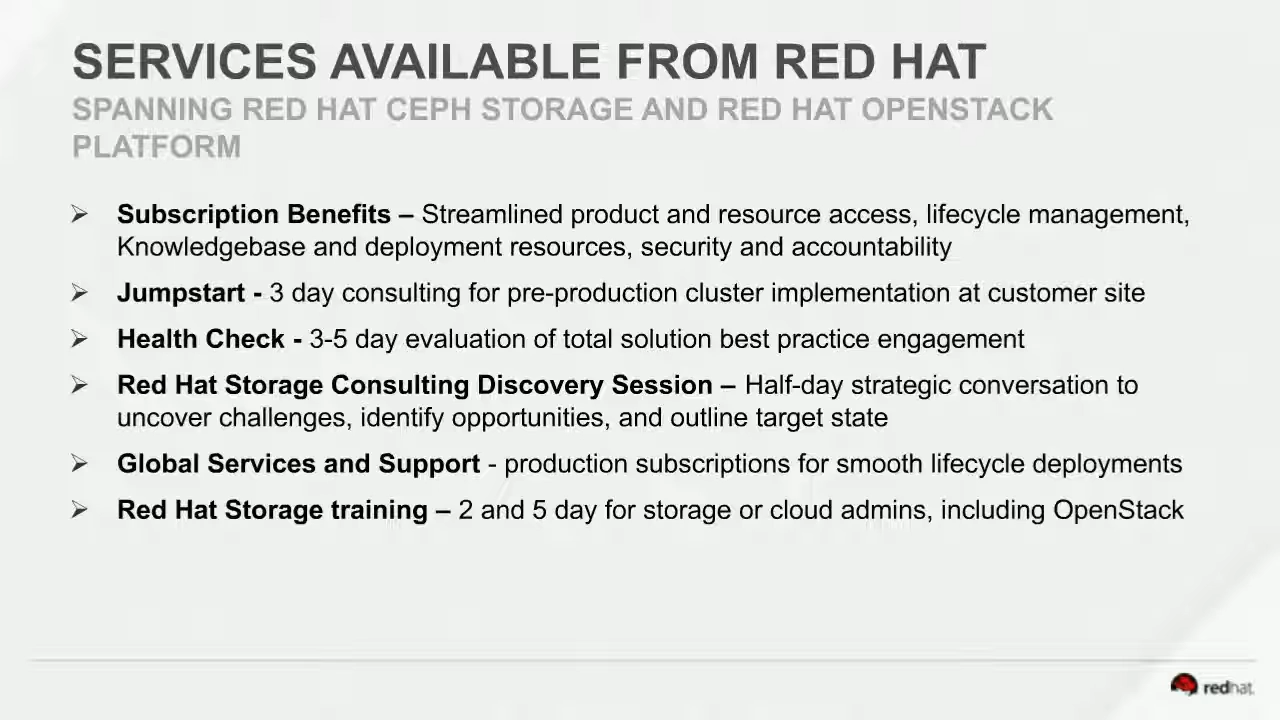 SERVICES AVAILABLE FROM RED HAT
SPANNING RED HAT CEPH STORAGE AND RED HAT OPENSTACK
PLATFORM
➢ Subscription Benefits – Streamlined product and resource access, lifecycle management,
Knowledgebase and deployment resources, security and accountability
➢ Jumpstart - 3 day consulting for pre-production cluster implementation at customer site
➢ Health Check - 3-5 day evaluation of total solution best practice engagement
➢ Red Hat Storage Consulting Discovery Session – Half-day strategic conversation to
uncover challenges, identify opportunities, and outline target state
➢ Global Services and Support - production subscriptions for smooth lifecycle deployments
➢ Red Hat Storage training – 2 and 5 day for storage or cloud admins, including OpenStack
redhat.